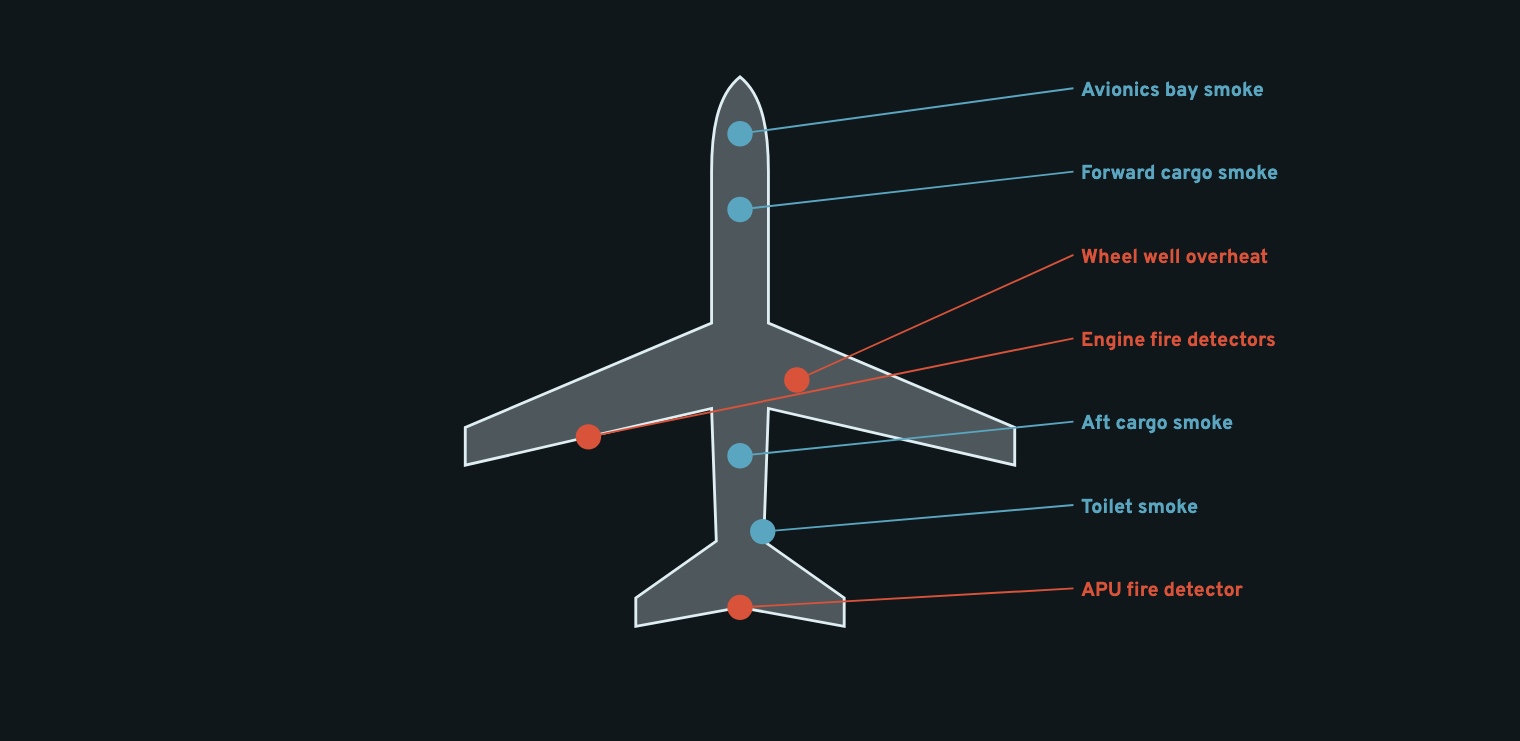 Avionics bay smoke
Forward cargo smoke
Wheel well overheat
Engine fire detectors
Aft cargo smoke
Toilet smoke
APU fire detector